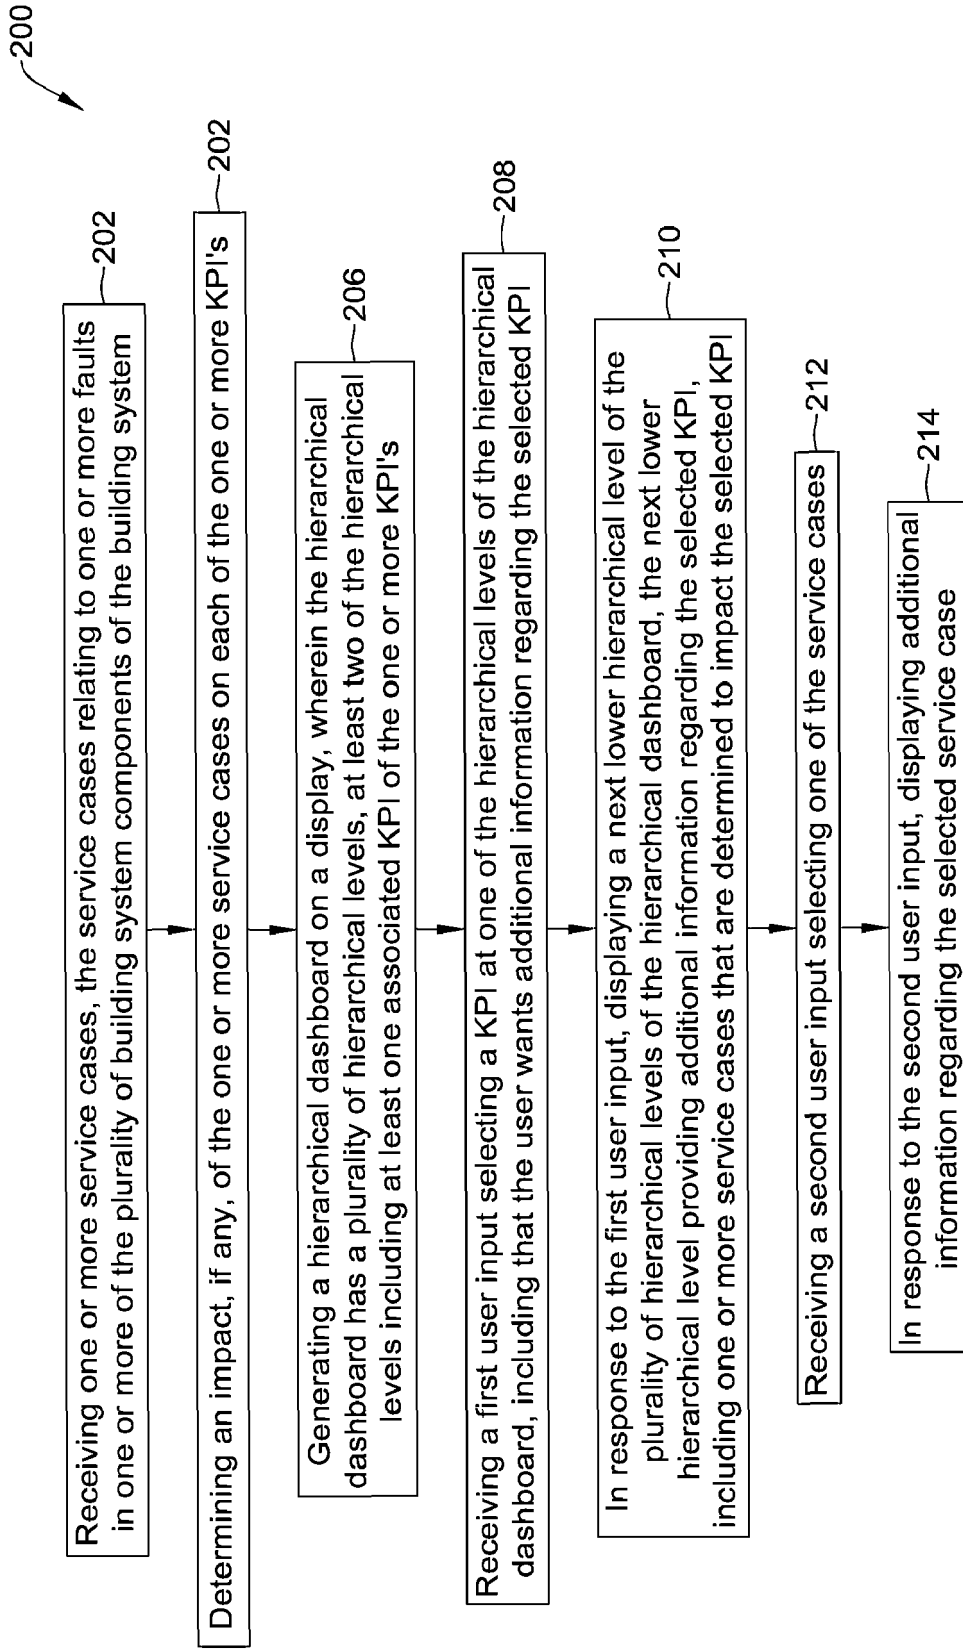 200
Receiving one or more service cases, the service cases relating to one or more faults
in one or more of the plurality of building system components of the building system
202
Determining an impact, if any, of the one or more service cases on each of the one or more KPI's
202
Generating a hierarchical dashboard on a display, wherein the hierarchical
dashboard has a plurality of hierarchical levels, at least two of the hierarchical
levels including at least one associated KPI of the one or more KPI's
206
Receiving a first user input selecting a KPI at one of the hierarchical levels of the hierarchical
dashboard, including that the user wants additional information regarding the selected KPI
208
In response to the first user input, displaying a next lower hierarchical level of the
plurality of hierarchical levels of the hierarchical dashboard, the next lower
hierarchical level providing additional information regarding the selected KPI,
including one or more service cases that are determined to impact the selected KPI
210
Receiving a second user input selecting one of the service cases
212
In response to the second user input, displaying additional
information regarding the selected service case
214